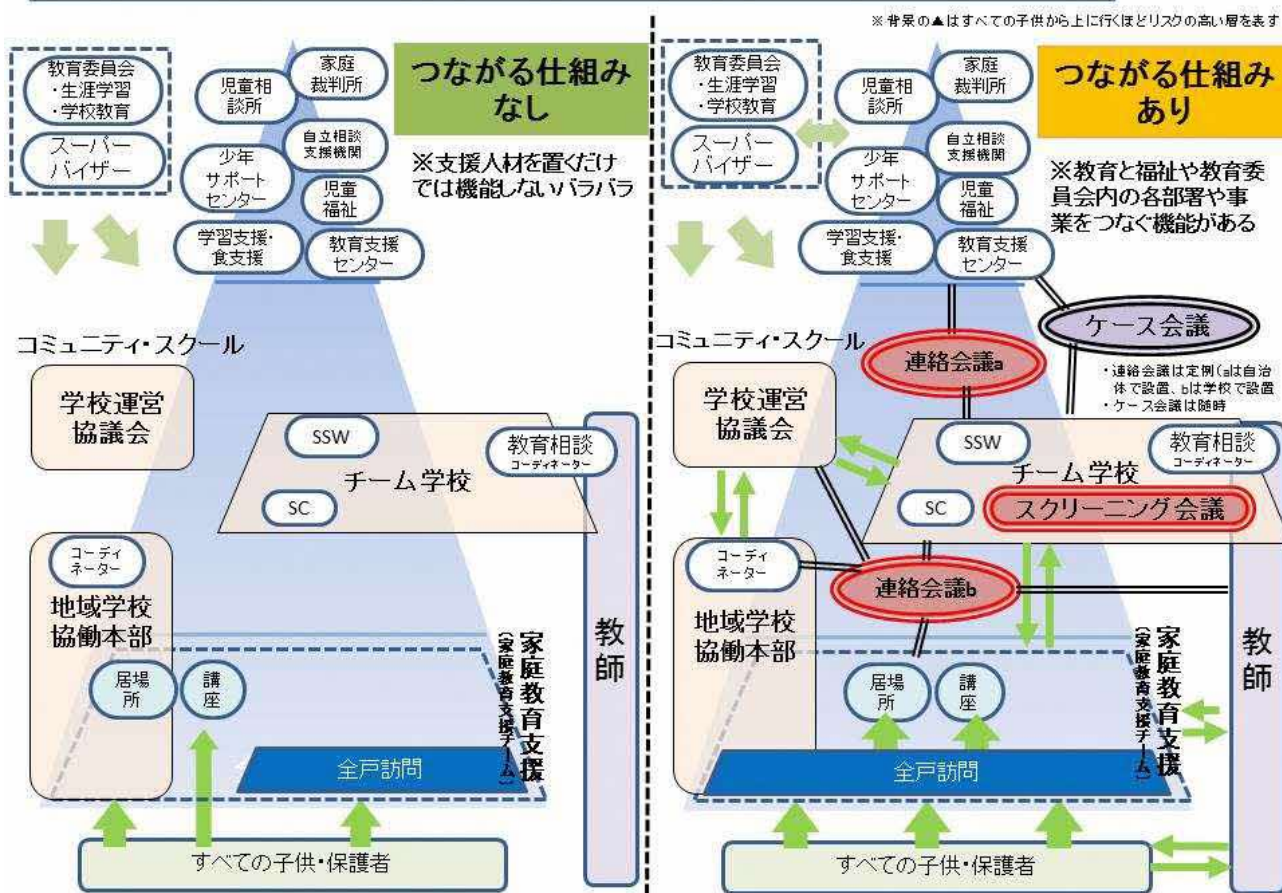 ※背景の▲はすべての子供から上に行くほどリスクの高い層を表す
教育委員会
・生涯学習
・学校教育
スーパー
バイザー
児童相
談所
家庭
裁判所
自立相談
支援機関
少年
サポート
センター
児童
福祉
学習支援・
食支援
教育支援
センター
つながる仕組み
なし
※支援人材を置くだけ
では機能しないバラバラ
コミュニティ・スクール
学校運営
協議会
SSW
教育相談
コーディネーター
チーム学校
SC
コーディ
ネーター
地域学校
協働本部
居場
所
講
座
家庭教育支援
(家庭教育支援チーム)
教師
全戸訪問
すべての子供・保護者
教育委員会
・生涯学習
・学校教育
スーパー
バイザー
児童相
談所
家庭
裁判所
自立相談
支援機関
少年
サポート
センター
児童
福祉
学習支援・
食支援
教育支援
センター
つながる仕組み
あり
※教育と福祉や教育委
員会内の各部署や事
業をつなぐ機能がある
ケース会議
連絡会議a
・連絡会議は定例(aは自治
体で設置、bは学校で設置
・ケース会議は随時
コミュニティ・スクール
学校運営
協議会
SSW
教育相談
コーディネーター
チーム学校
SC
スクリーニング会議
コーディ
ネーター
連絡会議b
地域学校
協働本部
居場
所
講
座
家庭教育支援
(家庭教育支援チーム)
教師
全戸訪問
すべての子供・保護者